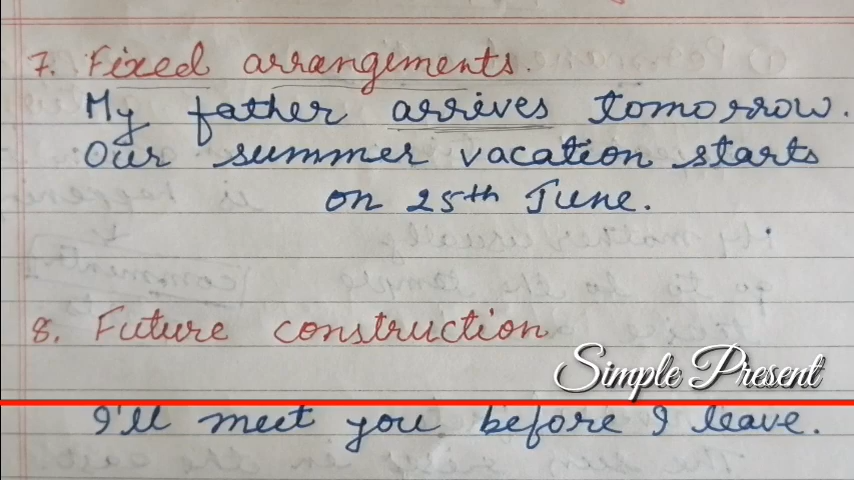 7. Fixed arrangements.
My father arrives tomorrow.
Our summer vacation starts
on 25th June.
8. Future construction
Simple Present
I'll meet you before I leave.